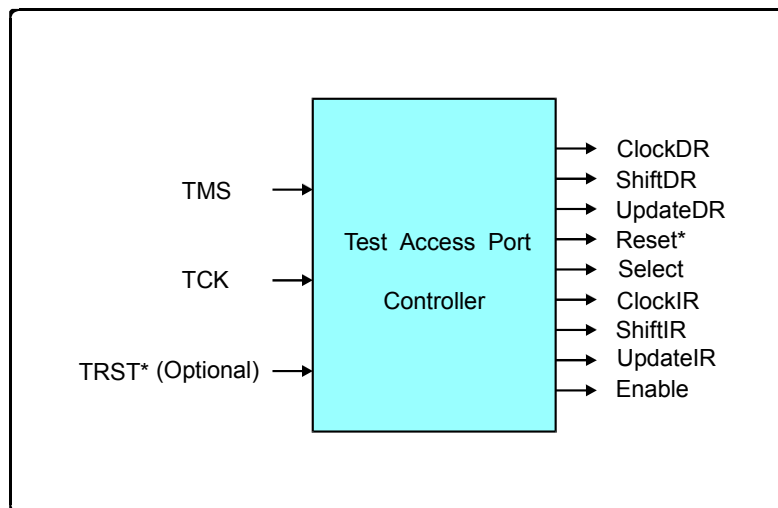 TMS
TCK
TRST* (Optional)
Test Access Port
Controller
ClockDR
ShiftDR
UpdateDR
Reset*
Select
ClockIR
ShiftIR
UpdateIR
Enable